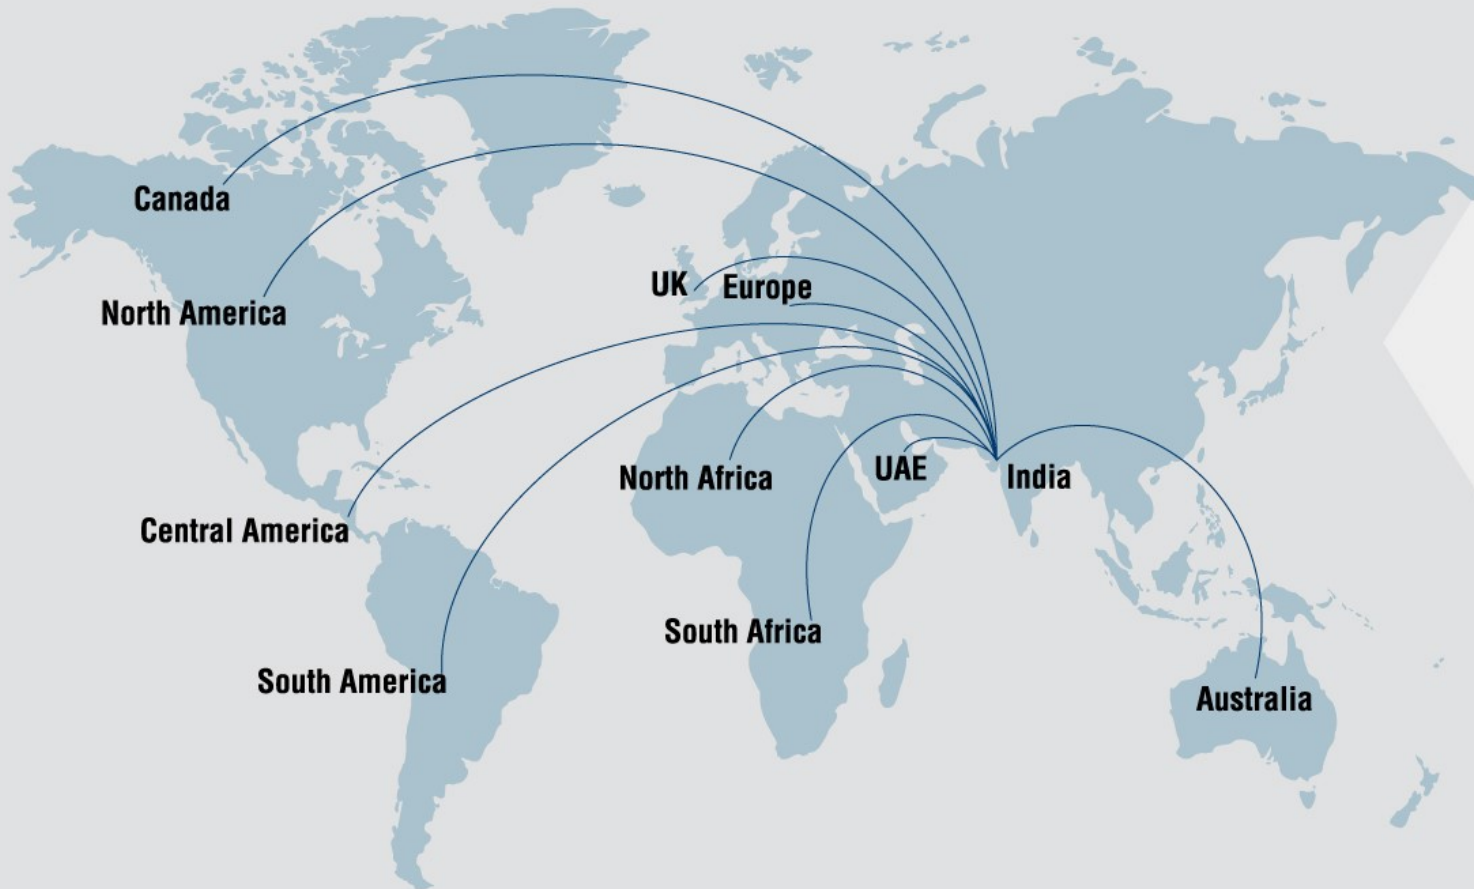 Canada
North America
UK
Europe
North Africa
UAE
India
Central America
South Africa
South America
Australia